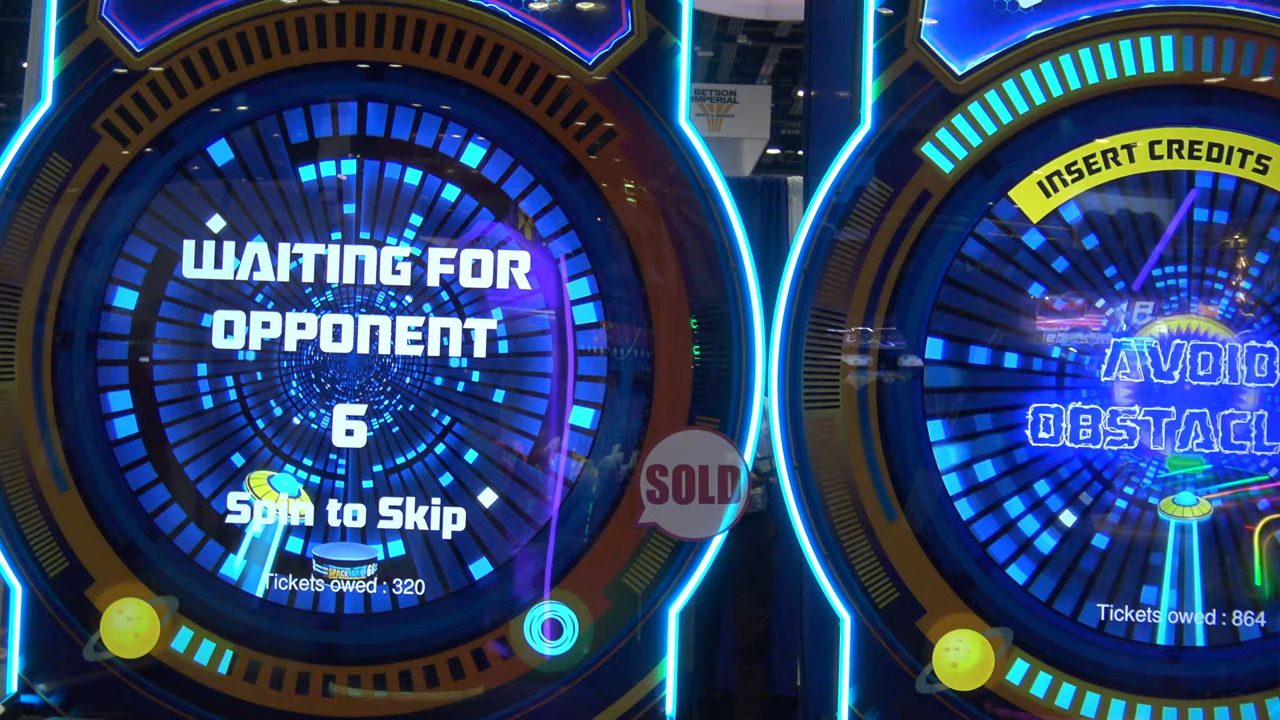 WAITING FOR
OPPONENT
6
Spin to Skip
Tickets owed : 320
SOLD
BETSON
IMPERIAL
INSERT CREDITS
AVOID
OBSTACL
Tickets owed : 864